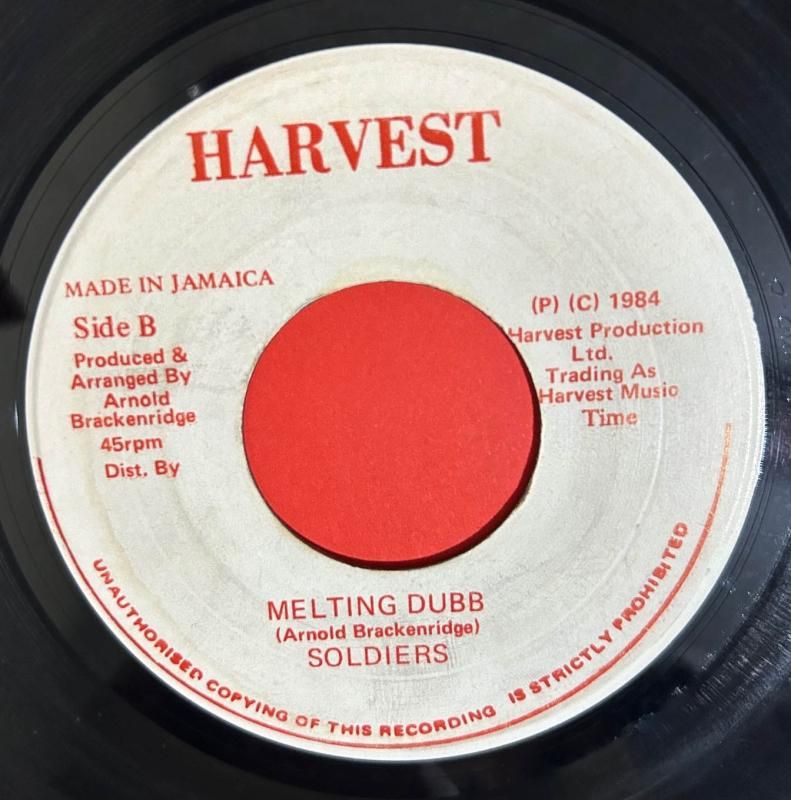 HARVEST
MADE IN JAMAICA
Side B
Produced &
Arranged By
Arnold
Brackenridge
45rpm
Dist. By
(P) (C) 1984
Harvest Production
Ltd.
Trading As
Harvest Music
Time
MELTING DUBB
(Arnold Brackenridge)
SOLDIERS
UNAUTHORISED COPYING OF THIS RECORDING IS STRICTLY PROHIBITED